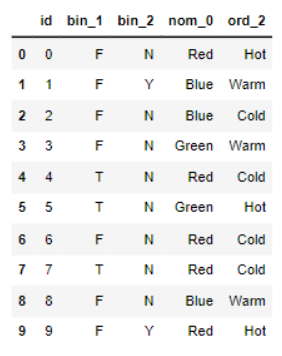 id bin_1 bin_2 nom_0 ord_2
0 0 F N Red Hot
1 1 F Y Blue Warm
2 2 F N Blue Cold
3 3 F N Green Warm
4 4 T N Red Cold
5 5 T N Green Hot
6 6 F N Red Cold
7 7 T N Red Cold
8 8 F N Blue Warm
9 9 F Y Red Hot